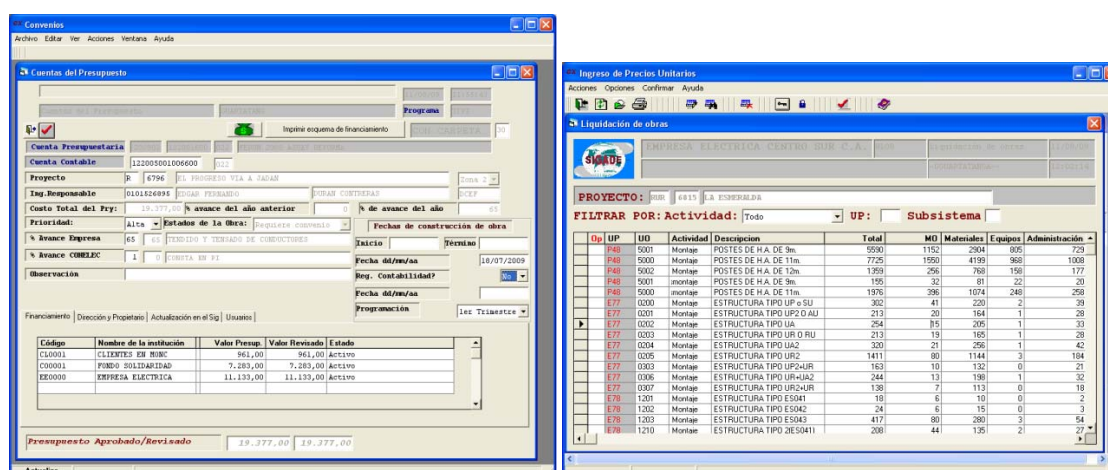 Convenios
Archivo Editar Ver Acciones Ventana Ayuda
Cuentas del Presupuesto
Programa
Imprimir esquema de financiamiento
30
Cuenta Presupuestaria
Cuenta Contable 122005001006600 022
Proyecto R 6796 EL PROGRESO VIA A JADAN Zona 2
Ing.Responsable 0101526895 EDGAR FERNANDO DURAN CONTRERAS DCEF
Costo Total del Pry: 19.377,00 % avance del año anterior 0 % de avance del año 65
Prioridad: Alta Estados de la Obra: Requiere convenio Fechas de construcción de obra
% Avance Empresa 65 65 TENDIDO Y TENSADO DE CONDUCTORES Inicio Término
% Avance CONELEC 1 0 CONSTA EN PI Fecha dd/mm/aa 18/07/2009
Observación Reg. Contabilidad? No
Fecha dd/mm/aa
Programación 1er Trimestre
Financiamiento Dirección y Propietario Actualización en el Sig Usuarios
Código Nombre de la institución Valor Presup. Valor Revisado Estado
CL0001 CLIENTES EN MONC 961,00 961,00 Activo
C00001 FONDO SOLIDARIDAD 7.283,00 7.283,00 Activo
EE0000 EMPRESA ELECTRICA 11.133,00 11.133,00 Activo
Presupuesto Aprobado/Revisado 19.377,00 19.377,00
Actualiza
Ingreso de Precios Unitarios
Acciones Opciones Confirmar Ayuda
Liquidación de obras
SIGADE
EMPRESA ELECTRICA CENTRO SUR C.A.
PROYECTO: 6815 LA ESMERALDA
FILTRAR POR: Actividad: Todo UP: Subsistema
Op UP UO Actividad Descripcion Total MO Materiales Equipos Administración
P48 5001 Montaje POSTES DE H.A. DE 9m. 5590 1152 2904 805 729
P48 5000 Montaje POSTES DE H.A. DE 11m. 7725 1550 4199 968 1008
P48 5002 Montaje POSTES DE H.A. DE 12m. 1359 256 768 158 177
P48 5001 montaje POSTES DE H.A. DE 9m. 155 32 81 22 20
P48 5000 montaje POSTES DE H.A. DE 11m. 1976 396 1074 248 258
E77 0200 Montaje ESTRUCTURA TIPO UP o SU 302 41 220 2 39
E77 0201 Montaje ESTRUCTURA TIPO UP2 O AU 213 20 164 1 28
E77 0202 Montaje ESTRUCTURA TIPO UA 254 15 205 1 33
E77 0203 Montaje ESTRUCTURA TIPO UR O RU 213 19 165 1 28
E77 0204 Montaje ESTRUCTURA TIPO UA2 320 21 256 1 42
E77 0205 Montaje ESTRUCTURA TIPO UR2 1411 80 1144 3 184
E77 0303 Montaje ESTRUCTURA TIPO UP2+UR 163 10 132 0 21
E77 0306 Montaje ESTRUCTURA TIPO UR+UA2 244 13 198 1 32
E77 0307 Montaje ESTRUCTURA TIPO UR2+UR 138 7 113 0 18
E78 1201 Montaje ESTRUCTURA TIPO ES041 18 6 10 0 2
E78 1202 Montaje ESTRUCTURA TIPO ES042 24 6 15 0 3
E78 1203 Montaje ESTRUCTURA TIPO ES043 417 80 280 3 54
E78 1210 Montaje ESTRUCTURA TIPO 2(ES041) 208 44 135 2 27